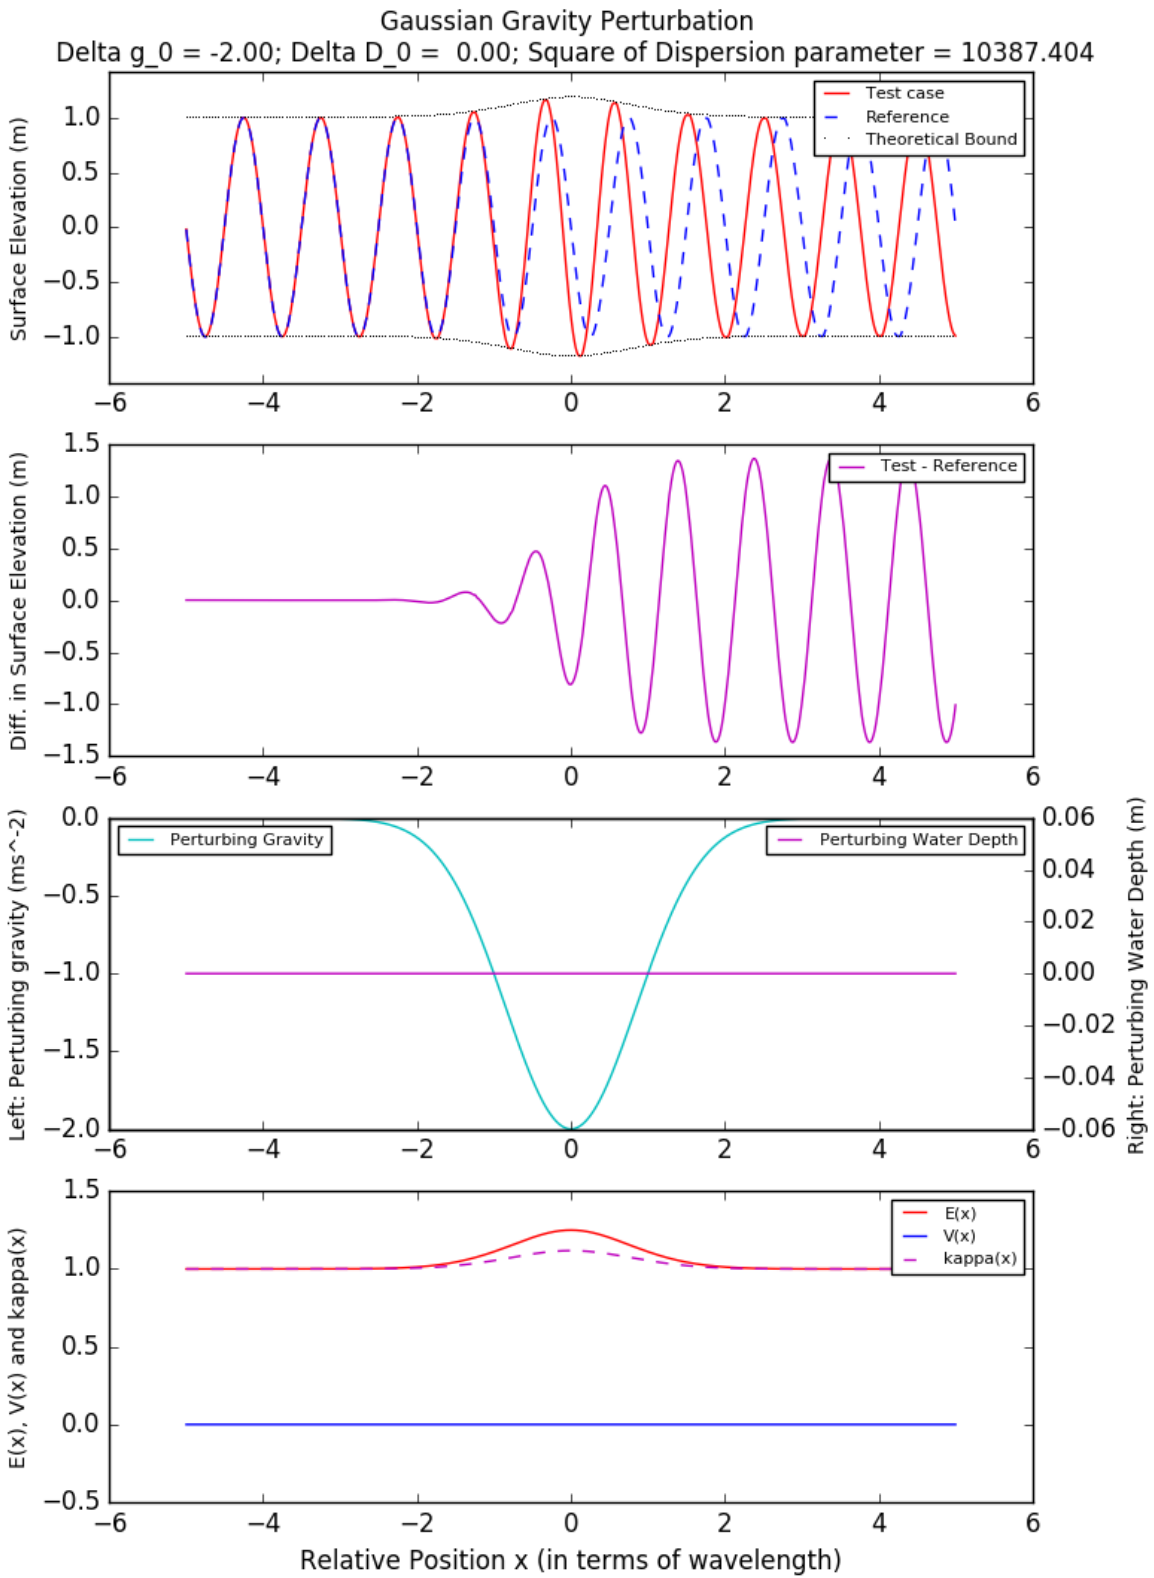 Gaussian Gravity Perturbation
Delta g_0 = -2.00; Delta D_0 =  0.00; Square of Dispersion parameter = 10387.404
Surface Elevation (m)
1.0
0.5
0.0
−0.5
−1.0
Test case
Reference
Theoretical Bound
−6 −4 −2 0 2 4 6
Diff. in Surface Elevation (m)
1.5
1.0
0.5
0.0
−0.5
−1.0
−1.5
Test - Reference
−6 −4 −2 0 2 4 6
Left: Perturbing gravity (ms^-2)
0.0
−0.5
−1.0
−1.5
−2.0
Perturbing Gravity
Perturbing Water Depth
0.06
0.04
0.02
0.00
−0.02
−0.04
−0.06
Right: Perturbing Water Depth (m)
−6 −4 −2 0 2 4 6
E(x), V(x) and kappa(x)
1.5
1.0
0.5
0.0
−0.5
E(x)
V(x)
kappa(x)
−6 −4 −2 0 2 4 6
Relative Position x (in terms of wavelength)